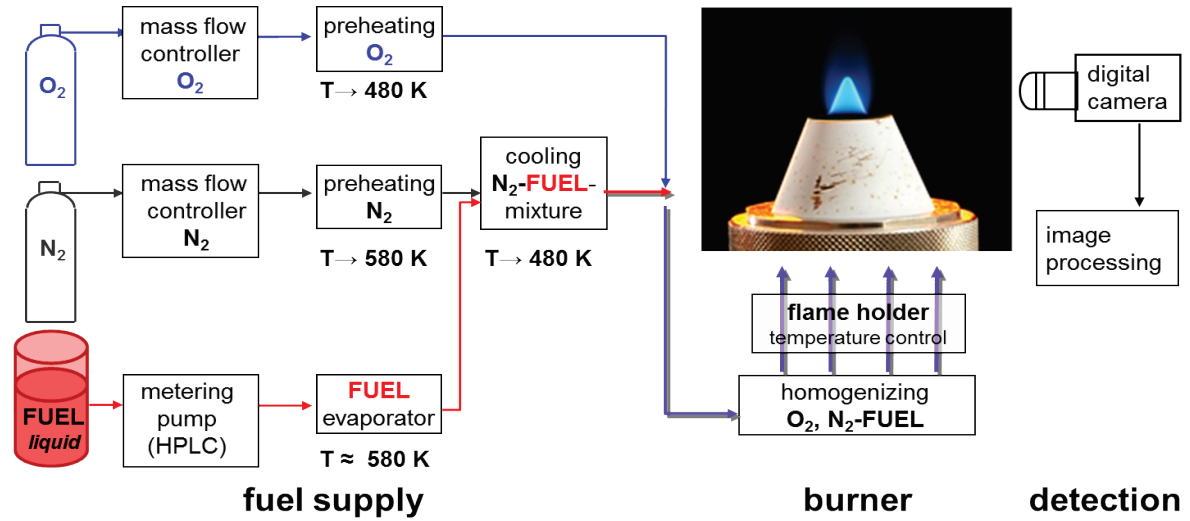 O2
mass flow
controller
O2
preheating
O2
T→ 480 K
N2
mass flow
controller
N2
preheating
N2
T→ 580 K
cooling
N2-FUEL-
mixture
T→ 480 K
FUEL
liquid
metering
pump
(HPLC)
FUEL
evaporator
T ≈ 580 K
fuel supply
flame holder
temperature control
homogenizing
O2, N2-FUEL
burner
digital
camera
image
processing
detection